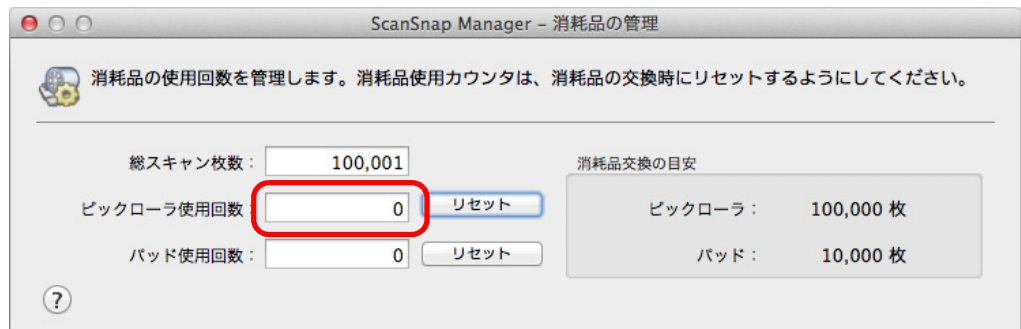 ScanSnap Manager – 消耗品の管理
消耗品の使用回数を管理します。消耗品使用カウンタは、消耗品の交換時にリセットするようにしてください。
総スキャン枚数： 100,001
消耗品交換の目安
ピックローラ使用回数： 0 リセット
ピックローラ： 100,000 枚
パッド使用回数： 0 リセット
パッド： 10,000 枚
?